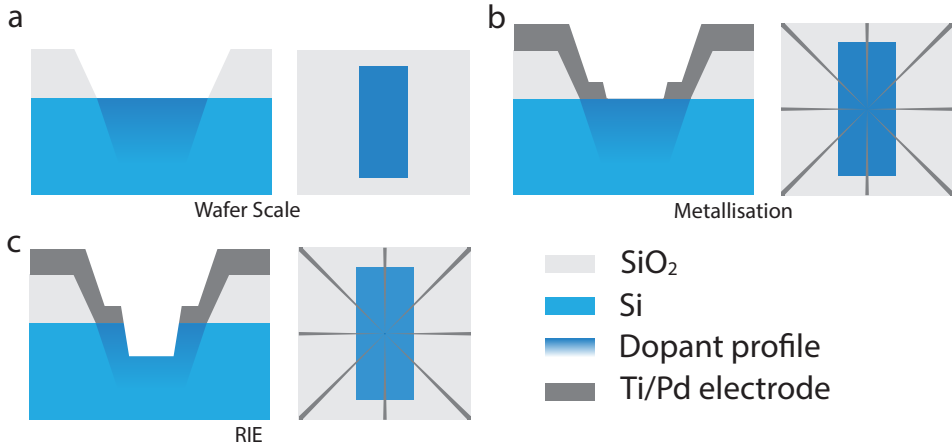 a
b
Wafer Scale
Metallisation
c
SiO₂
Si
Dopant profile
Ti/Pd electrode
RIE